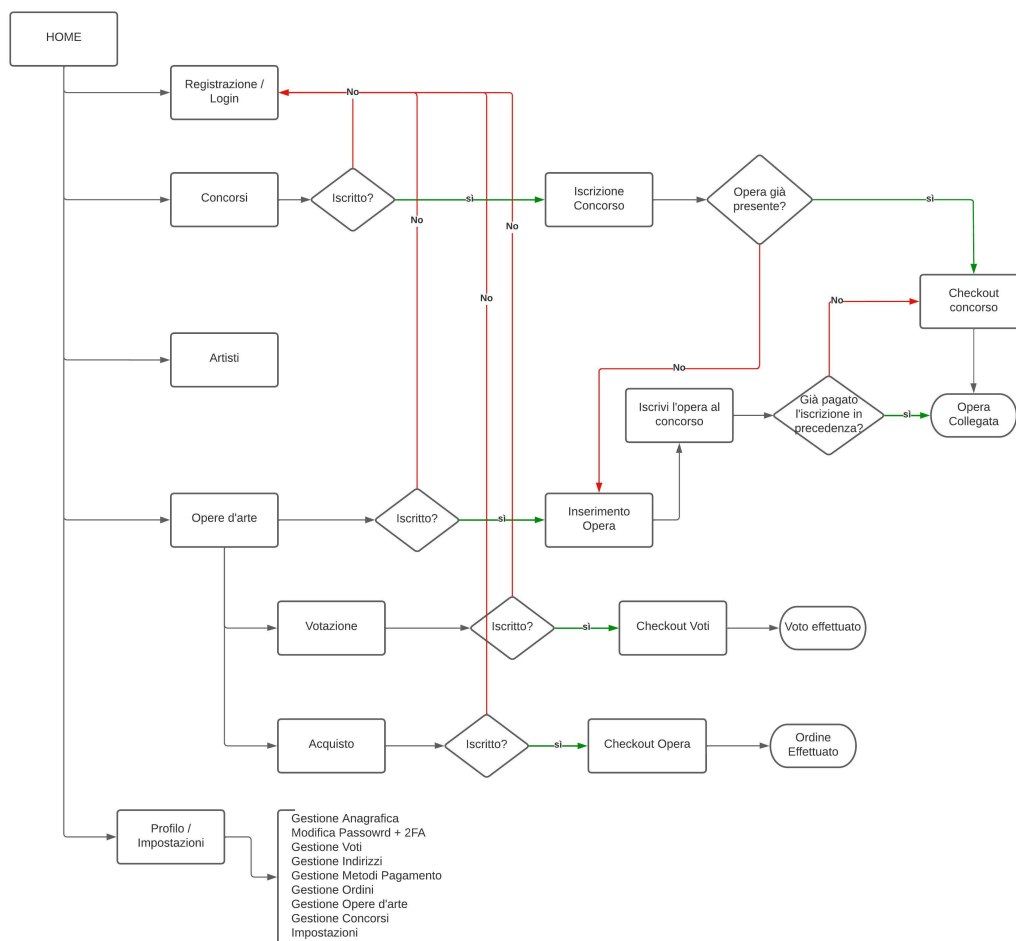 HOME
Registrazione /
Login
No
Concorsi
Iscritto?
sì
Iscrizione
Concorso
Opera già
presente?
sì
No
No
No
Checkout
concorso
No
Artisti
No
Iscrivi l'opera al
concorso
Già pagato
l'iscrizione in
precedenza?
sì
Opera
Collegata
Opere d'arte
Iscritto?
sì
Inserimento
Opera
Votazione
Iscritto?
sì
Checkout Voti
Voto effettuato
Acquisto
Iscritto?
sì
Checkout Opera
Ordine
Effettuato
Profilo /
Impostazioni
Gestione Anagrafica
Modifica Passowrd + 2FA
Gestione Voti
Gestione Indirizzi
Gestione Metodi Pagamento
Gestione Ordini
Gestione Opere d'arte
Gestione Concorsi
Impostazioni